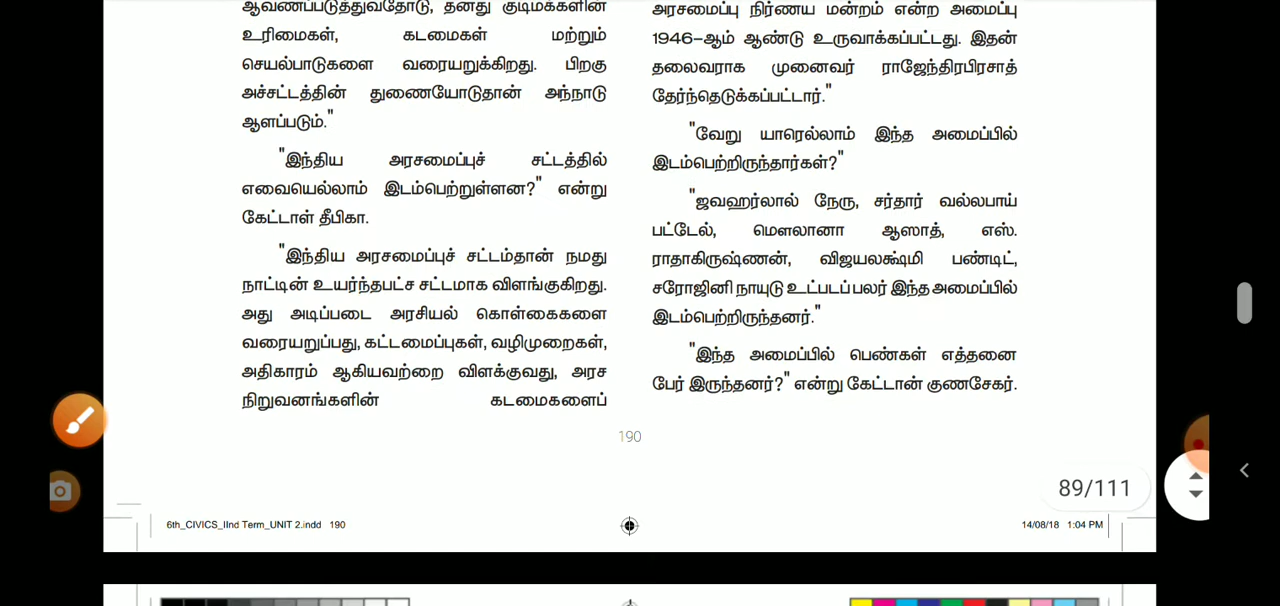 ஆவணப்படுத்துவதோடு, தனது குடிமக்களின்
உரிமைகள், கடமைகள் மற்றும்
செயல்பாடுகளை வரையறுக்கிறது. பிறகு
அச்சட்டத்தின் துணையோடுதான் அந்நாடு
ஆளப்படும்."
"இந்திய அரசமைப்புச் சட்டத்தில்
எவையெல்லாம் இடம்பெற்றுள்ளன?" என்று
கேட்டாள் தீபிகா.
"இந்திய அரசமைப்புச் சட்டம்தான் நமது
நாட்டின் உயர்ந்தபட்ச சட்டமாக விளங்குகிறது.
அது அடிப்படை அரசியல் கொள்கைகளை
வரையறுப்பது, கட்டமைப்புகள், வழிமுறைகள்,
அதிகாரம் ஆகியவற்றை விளக்குவது, அரச
நிறுவனங்களின் கடமைகளைப்
அரசமைப்பு நிர்ணய மன்றம் என்ற அமைப்பு
1946–ஆம் ஆண்டு உருவாக்கப்பட்டது. இதன்
தலைவராக முனைவர் ராஜேந்திரபிரசாத்
தேர்ந்தெடுக்கப்பட்டார்."
"வேறு யாரெல்லாம் இந்த அமைப்பில்
இடம்பெற்றிருந்தார்கள்?"
"ஜவஹர்லால் நேரு, சர்தார் வல்லபாய்
பட்டேல், மௌலானா ஆஸாத், எஸ்.
ராதாகிருஷ்ணன், விஜயலக்ஷ்மி பண்டிட்,
சரோஜினி நாயுடு உட்படப் பலர் இந்த அமைப்பில்
இடம்பெற்றிருந்தனர்."
"இந்த அமைப்பில் பெண்கள் எத்தனை
பேர் இருந்தனர்?" என்று கேட்டான் குணசேகர்.
190
89/111
6th_CIVICS_IInd Term_UNIT 2.indd 190
14/08/18 1:04 PM